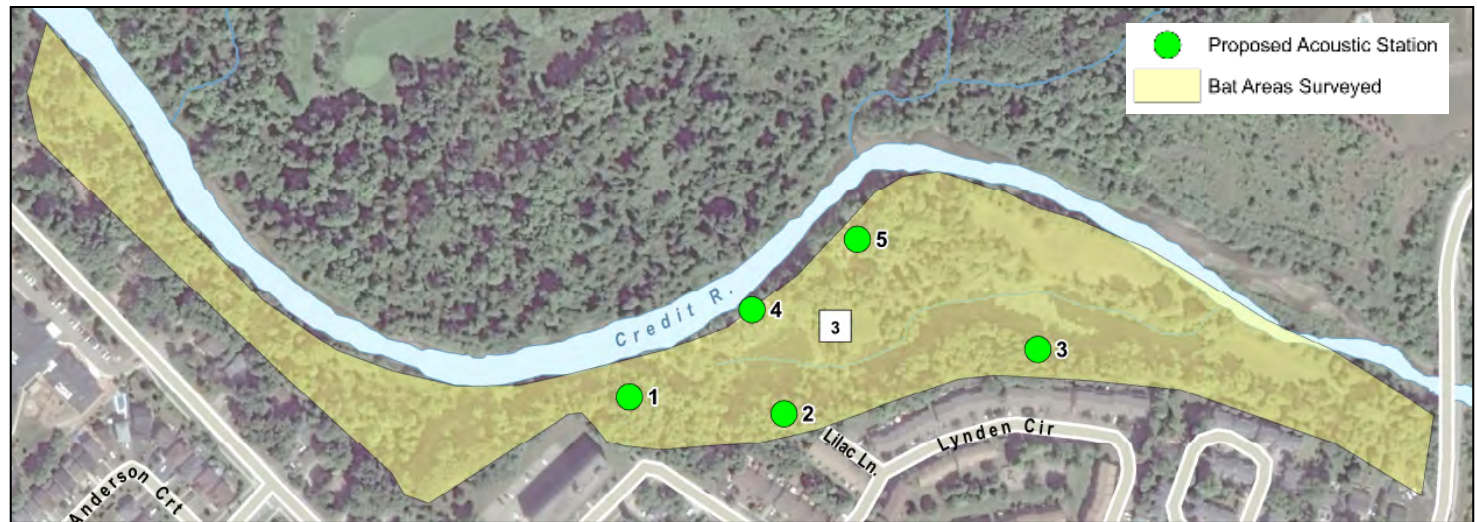 Proposed Acoustic Station
Bat Areas Surveyed
5
Credit R.
4
3
3
1
2
Lilac Ln.
Lynden Cir
Anderson Crt